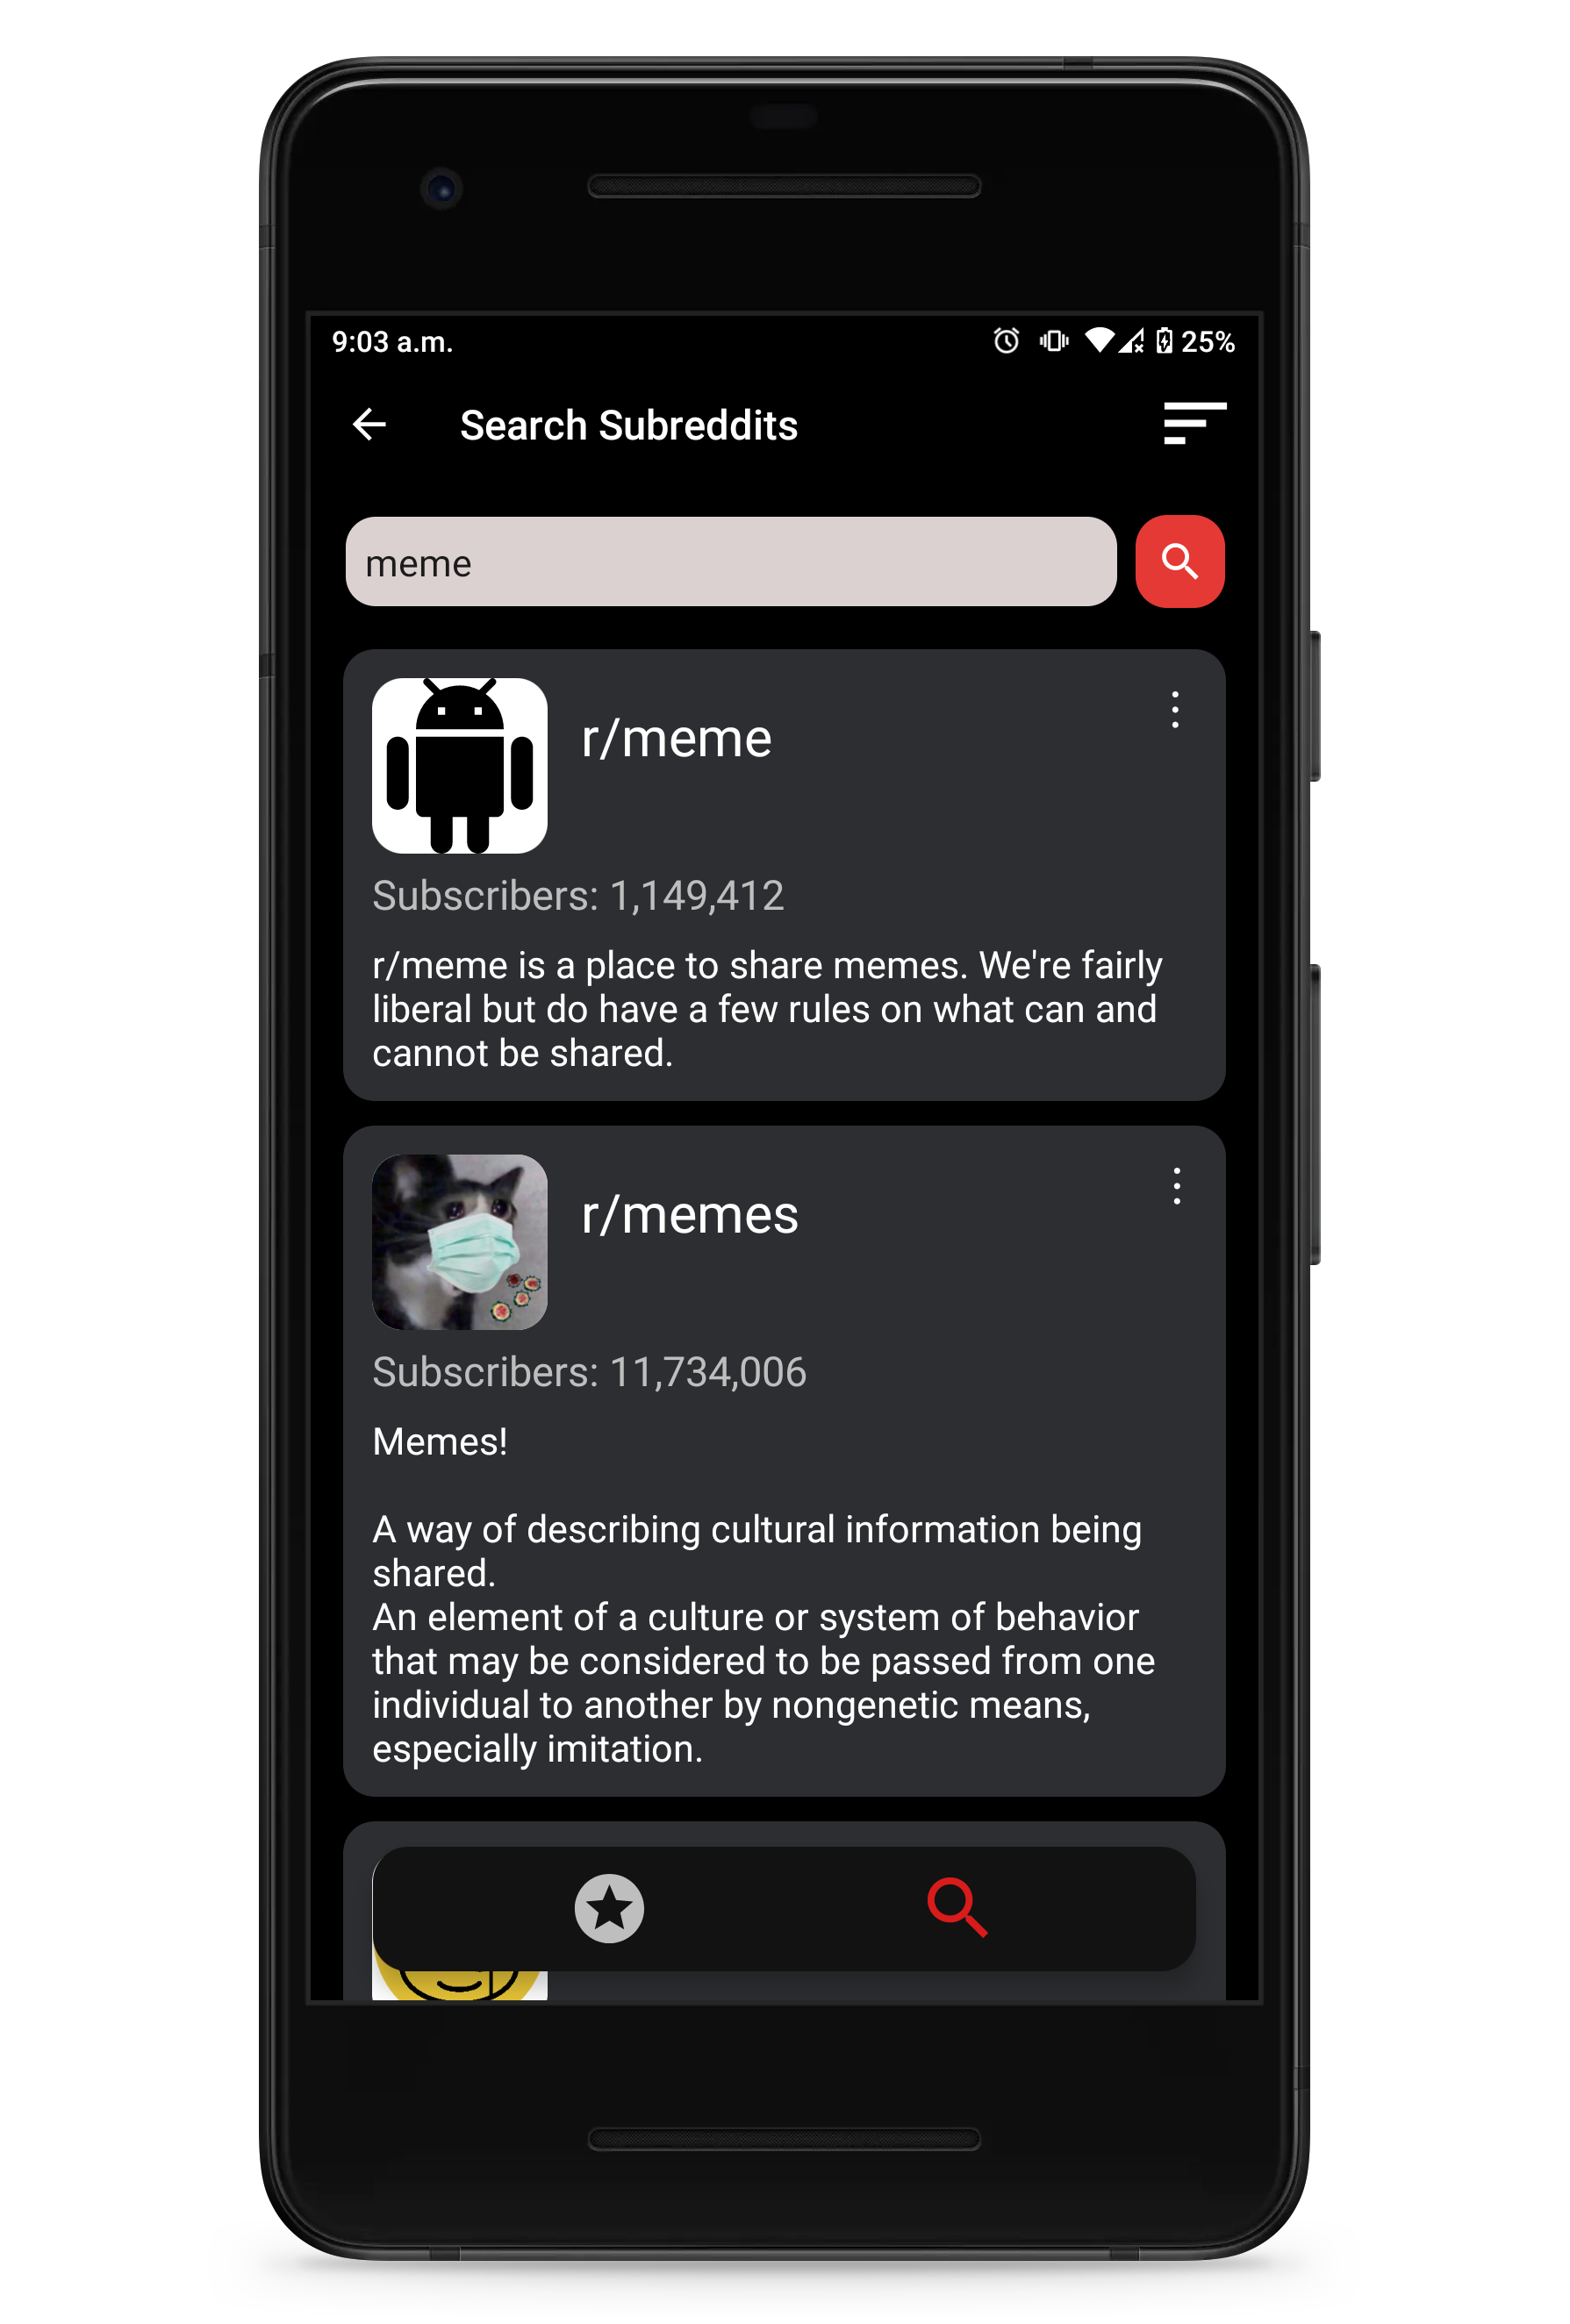 9:03 a.m. 25%
Search Subreddits
meme
r/meme
Subscribers: 1,149,412
r/meme is a place to share memes. We're fairly
liberal but do have a few rules on what can and
cannot be shared.
r/memes
Subscribers: 11,734,006
Memes!
A way of describing cultural information being
shared.
An element of a culture or system of behavior
that may be considered to be passed from one
individual to another by nongenetic means,
especially imitation.